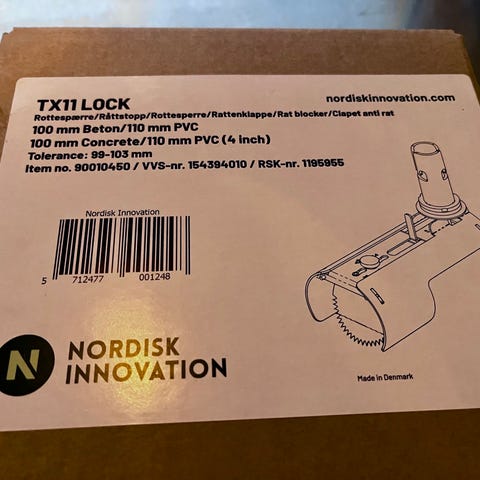 TX11 LOCK
nordiskinnovation.com
Rottespærre/Råttstopp/Rottesperre/Rattenklappe/Rat blocker/Clapet anti rat
100 mm Beton/110 mm PVC
100 mm Concrete/110 mm PVC (4 inch)
Tolerance: 99-103 mm
Item no. 90010450 / VVS-nr. 154394010 / RSK-nr. 1195955
Nordisk Innovation
5 712477 001248
N
NORDISK
INNOVATION
Made in Denmark